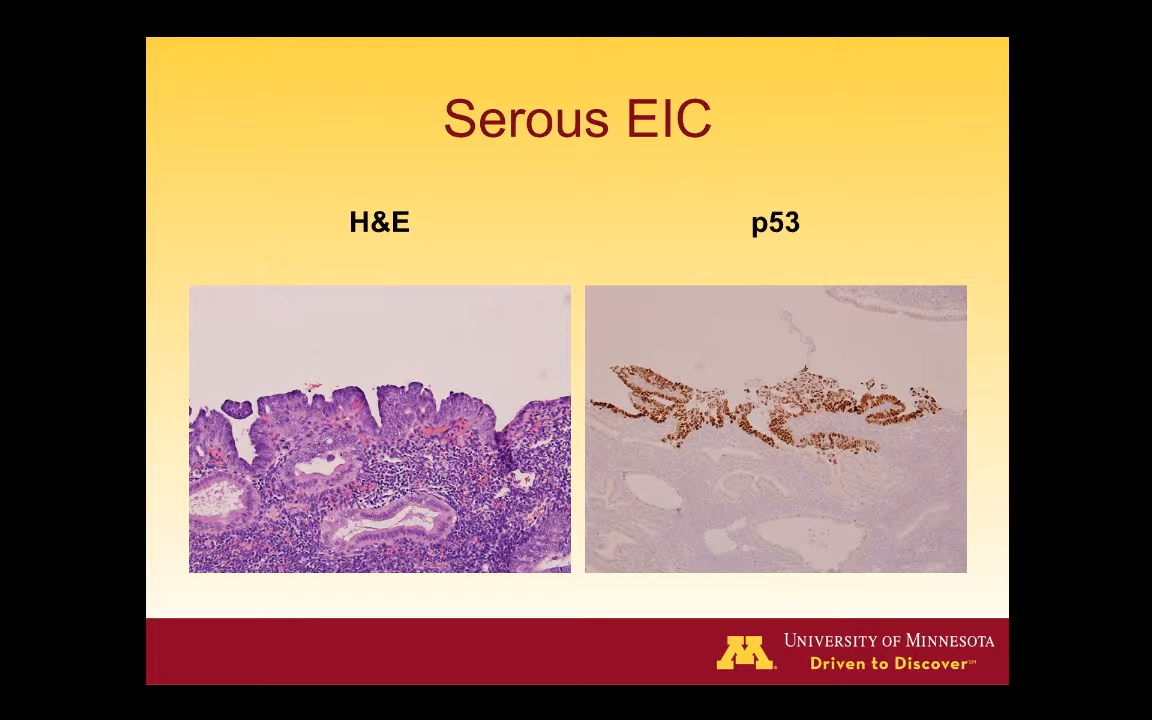 Serous EIC
H&E
p53
UNIVERSITY OF MINNESOTA
Driven to Discover℠